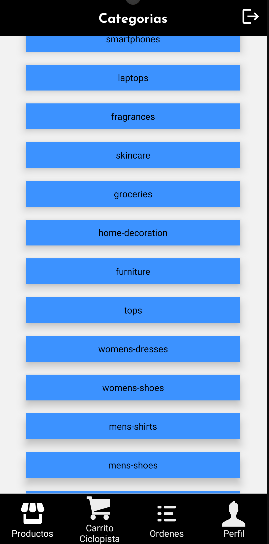 Categorias
smartphones
laptops
fragrances
skincare
groceries
home-decoration
furniture
tops
womens-dresses
womens-shoes
mens-shirts
mens-shoes
Productos
Carrito
Ciclopista
Ordenes
Perfil